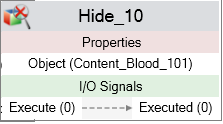 Hide_10
Properties
Object (Content_Blood_101)
I/O Signals
Execute (0) Executed (0)